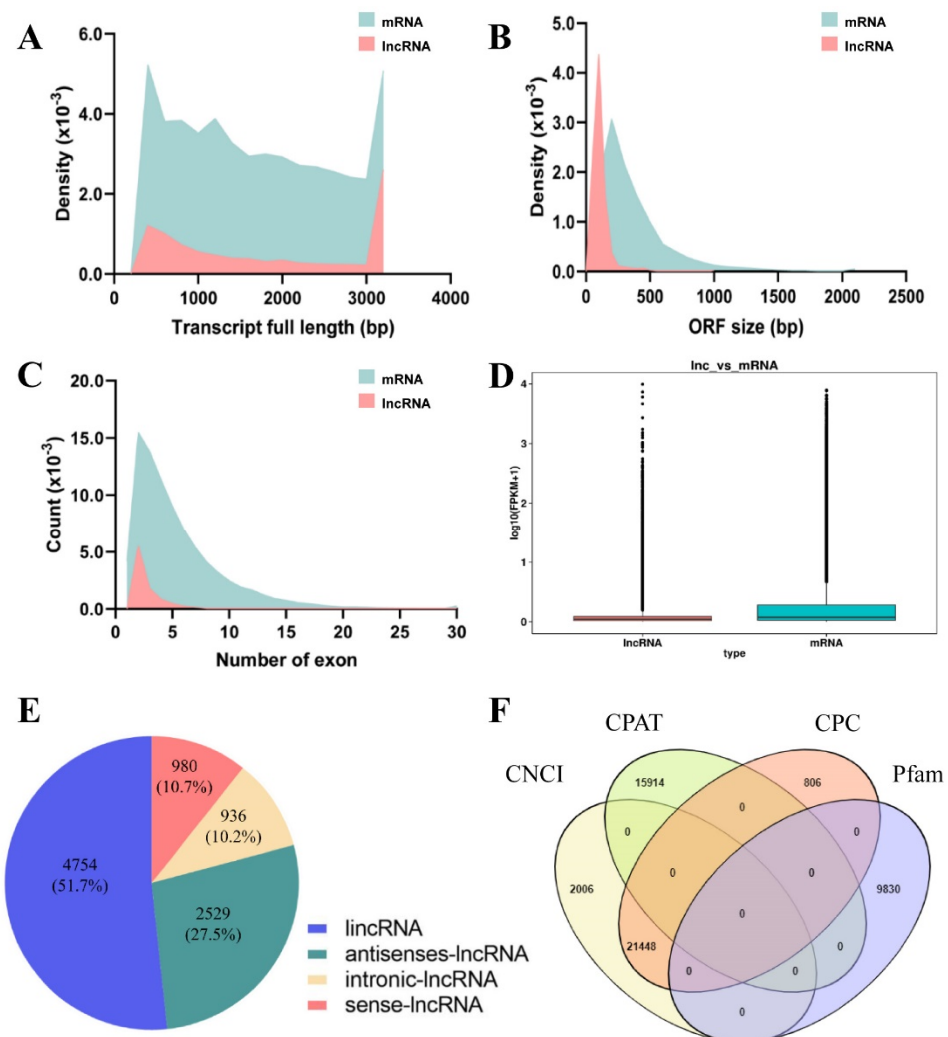 A
mRNA
lncRNA
6.0
4.0
2.0
0.0
Density (x10⁻³)
0
1000
2000
3000
4000
Transcript full length (bp)
B
mRNA
lncRNA
5.0
4.0
3.0
2.0
1.0
0.0
Density (x10⁻³)
0
500
1000
1500
2000
2500
ORF size (bp)
C
mRNA
lncRNA
20.0
15.0
10.0
5.0
0.0
Count (x10⁻³)
0
5
10
15
20
25
30
Number of exon
D
lnc_vs_mRNA
4
3
2
1
0
log10(FPKM+1)
lncRNA
mRNA
type
E
980
(10.7%)
936
(10.2%)
4754
(51.7%)
2529
(27.5%)
lincRNA
antisenses-lncRNA
intronic-lncRNA
sense-lncRNA
F
CPAT
CPC
CNCI
Pfam
15914
806
0
0
0
2006
0
0
9830
0
21448
0
0
0
0